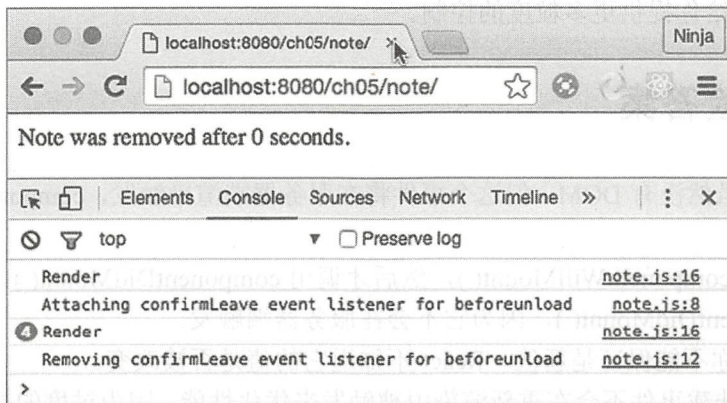 localhost:8080/ch05/note/
Ninja
localhost:8080/ch05/note/
Note was removed after 0 seconds.
Elements Console Sources Network Timeline »
top Preserve log
Render note.js:16
Attaching confirmLeave event listener for beforeunload note.js:8
4 Render note.js:16
Removing confirmLeave event listener for beforeunload note.js:12
>